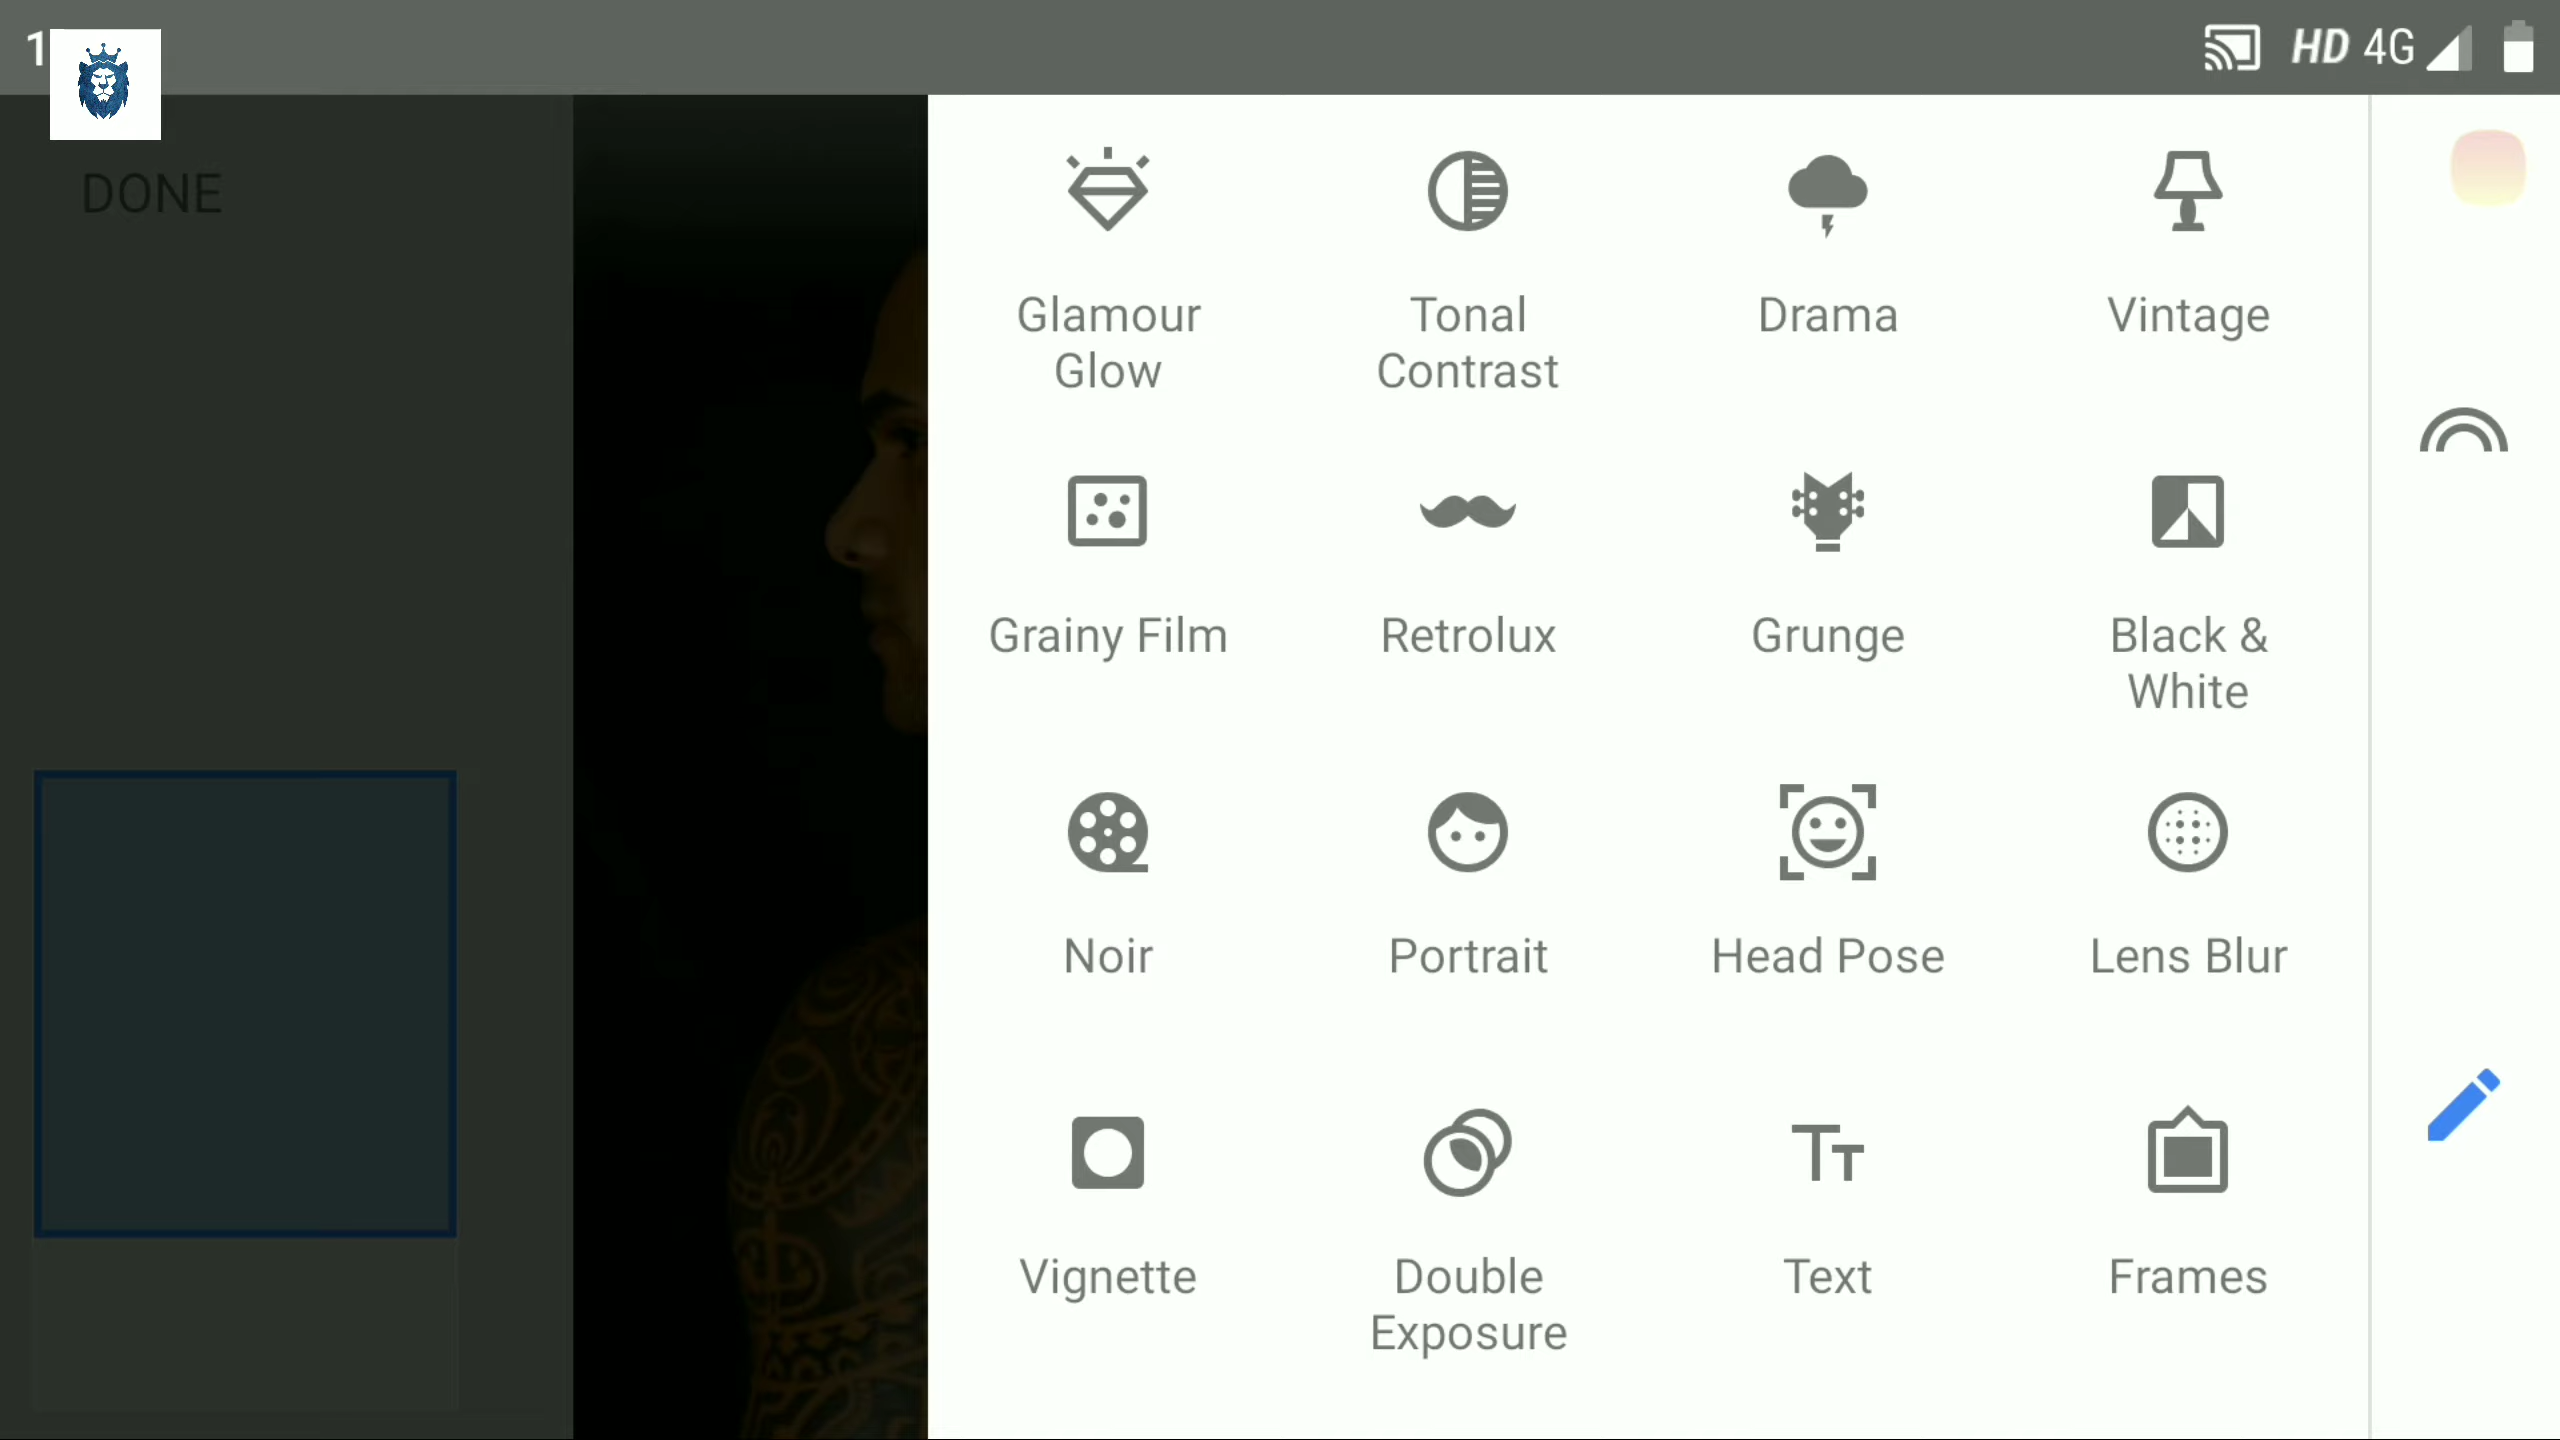 1
HD 4G
DONE
Glamour
Glow
Tonal
Contrast
Drama
Vintage
Grainy Film
Retrolux
Grunge
Black &
White
Noir
Portrait
Head Pose
Lens Blur
Vignette
Double
Exposure
Text
Frames